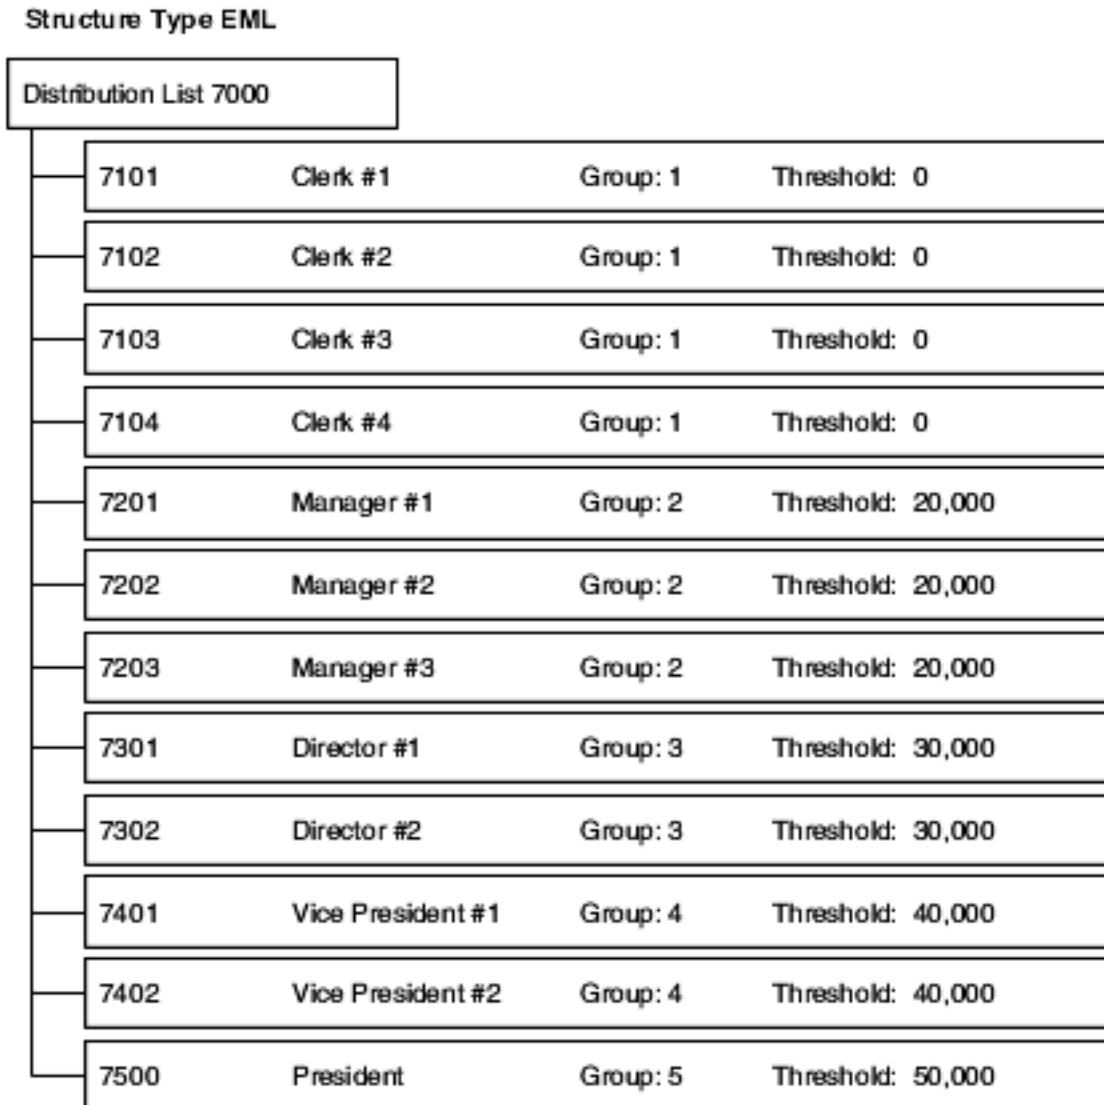 Structure Type EML
Distribution List 7000
7101 Clerk #1 Group: 1 Threshold: 0
7102 Clerk #2 Group: 1 Threshold: 0
7103 Clerk #3 Group: 1 Threshold: 0
7104 Clerk #4 Group: 1 Threshold: 0
7201 Manager #1 Group: 2 Threshold: 20,000
7202 Manager #2 Group: 2 Threshold: 20,000
7203 Manager #3 Group: 2 Threshold: 20,000
7301 Director #1 Group: 3 Threshold: 30,000
7302 Director #2 Group: 3 Threshold: 30,000
7401 Vice President #1 Group: 4 Threshold: 40,000
7402 Vice President #2 Group: 4 Threshold: 40,000
7500 President Group: 5 Threshold: 50,000